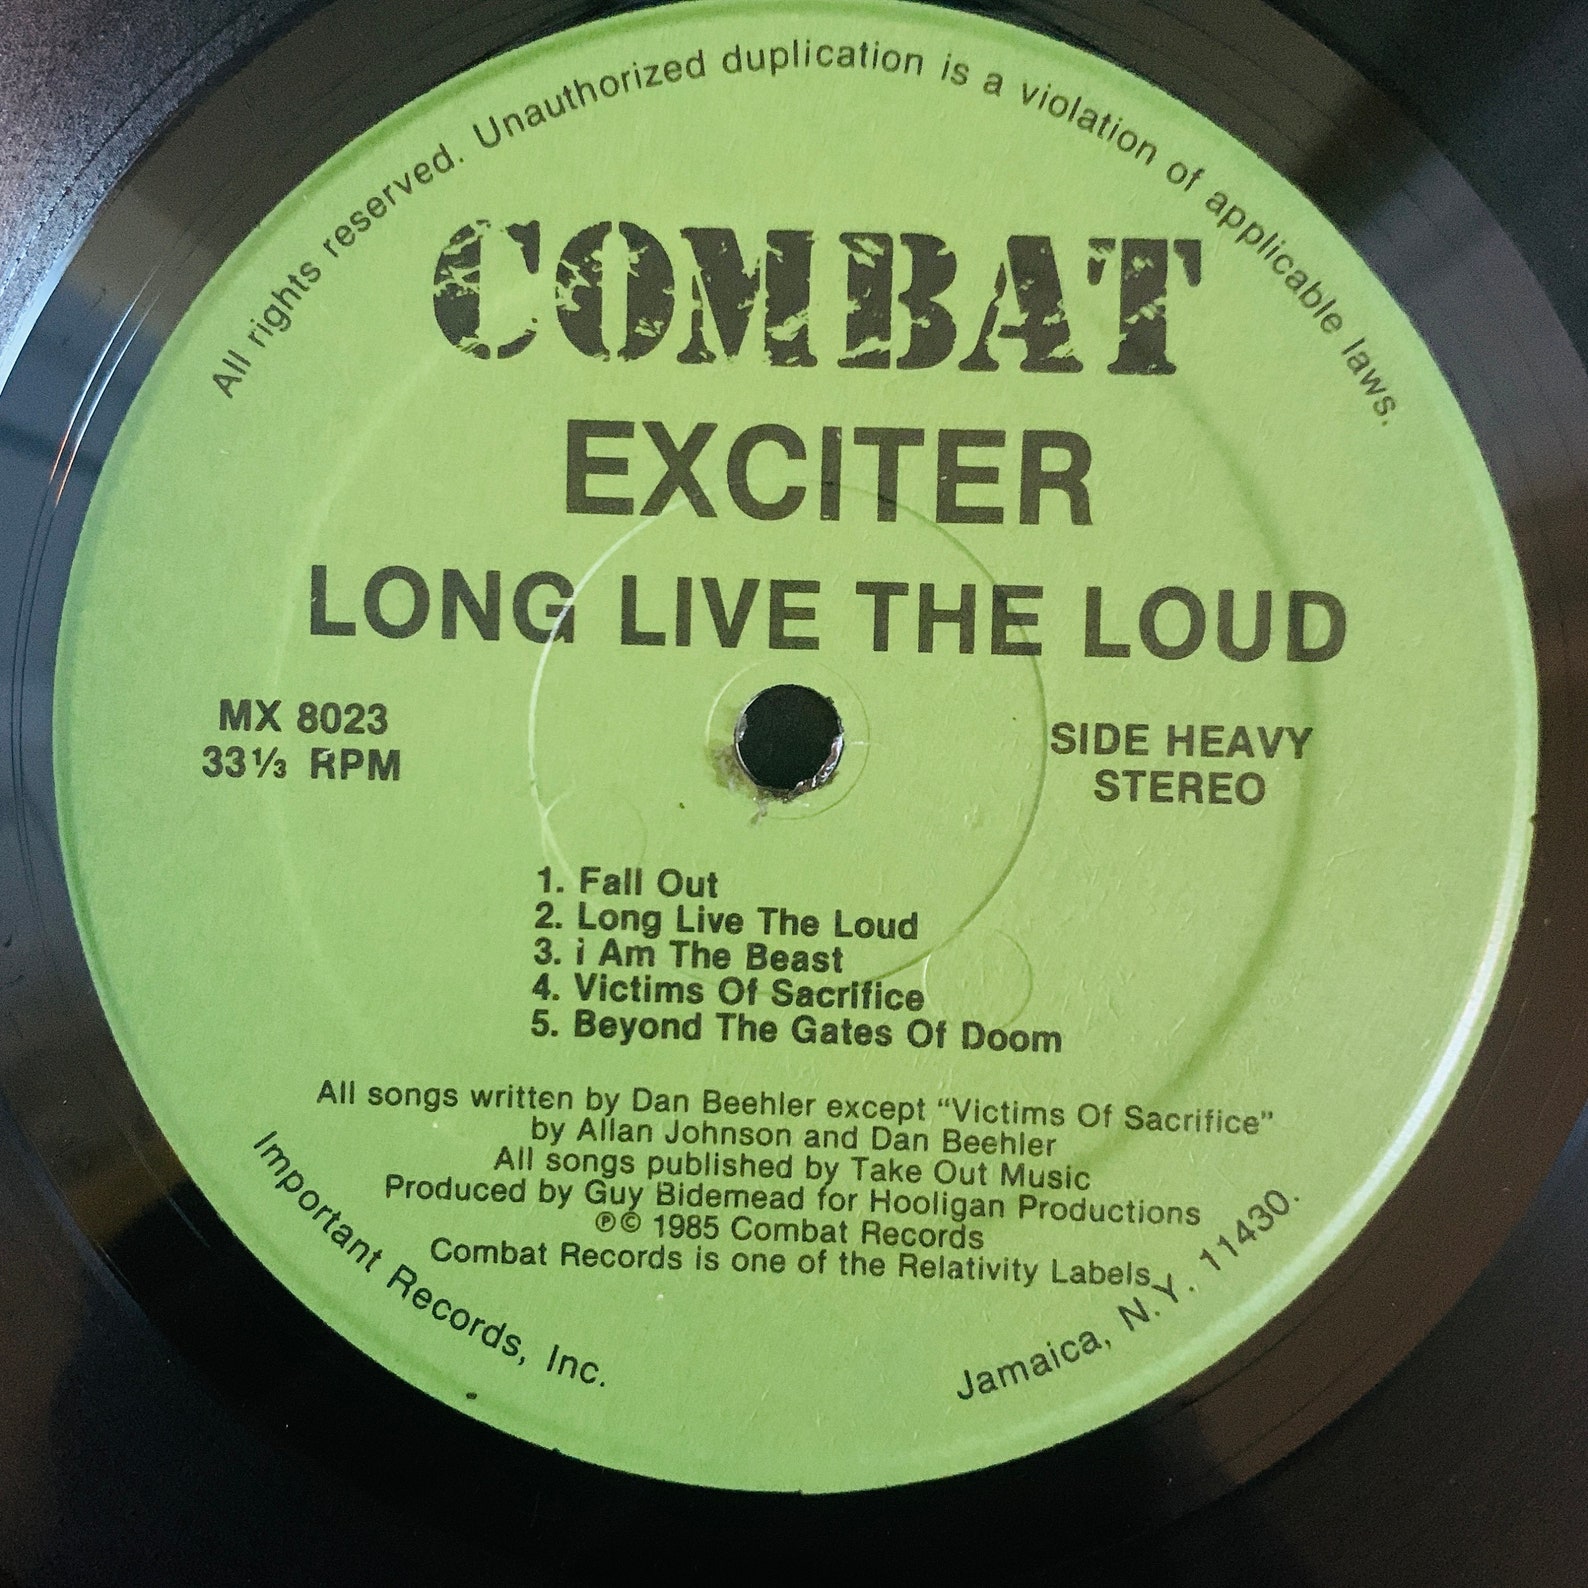 All rights reserved. Unauthorized duplication is a violation of applicable laws.
COMBAT
EXCITER
LONG LIVE THE LOUD
MX 8023
33⅓ RPM
SIDE HEAVY
STEREO
1. Fall Out
2. Long Live The Loud
3. i Am The Beast
4. Victims Of Sacrifice
5. Beyond The Gates Of Doom
All songs written by Dan Beehler except “Victims Of Sacrifice”
by Allan Johnson and Dan Beehler
All songs published by Take Out Music
Produced by Guy Bidemead for Hooligan Productions
℗© 1985 Combat Records
Combat Records is one of the Relativity Labels
Important Records, Inc.
Jamaica, N.Y. 11430.